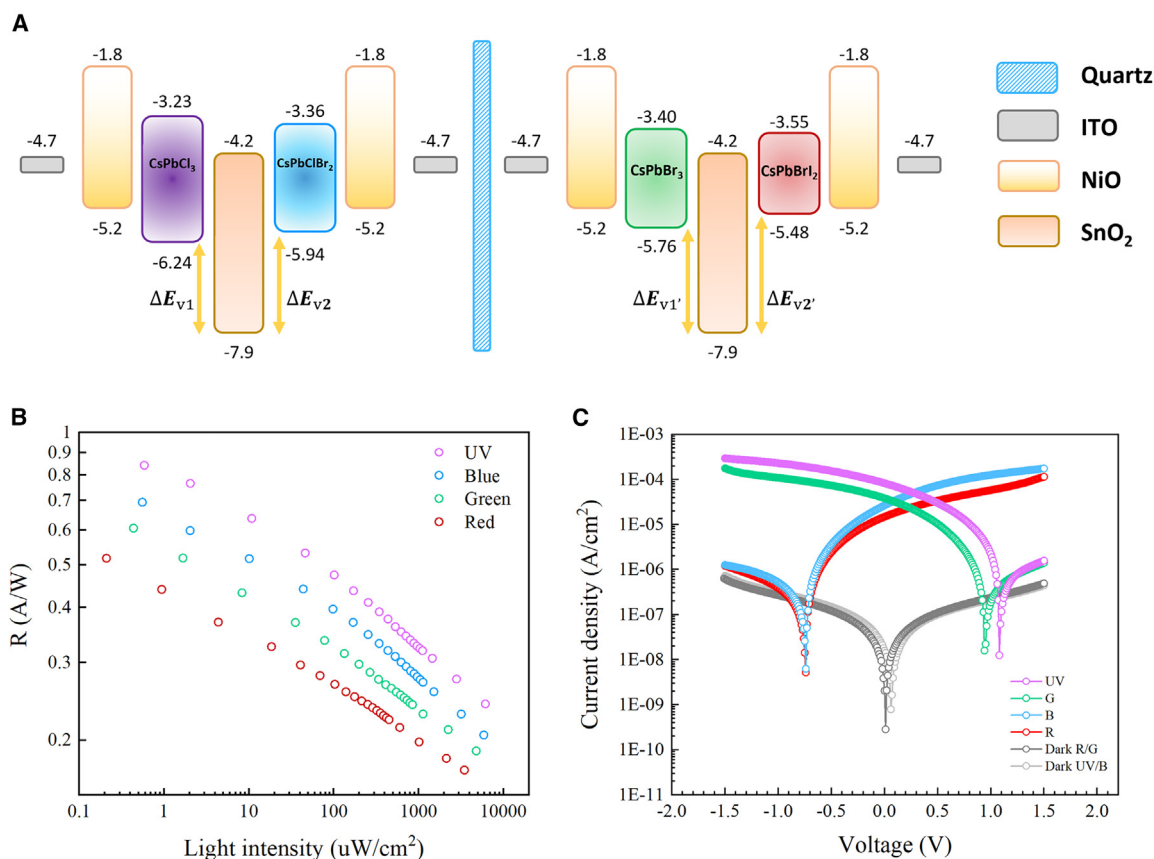 A
-1.8 -1.8 -1.8 -1.8
Quartz
-3.23 -3.36 -3.40 -3.55
-4.7 -4.2 -4.7 -4.7 -4.2 -4.7
ITO
CsPbCl3 CsPbClBr2 CsPbBr3 CsPbBrI2
NiO
-5.2 -5.2 -5.2 -5.2
-6.24 -5.94 -5.76 -5.48
SnO2
ΔEv1 ΔEv2 ΔEv1' ΔEv2'
-7.9 -7.9
B
R (A/W)
1
0.9
0.8
0.7
0.6
0.5
0.4
0.3
0.2
UV
Blue
Green
Red
0.1 1 10 100 1000 10000
Light intensity (uW/cm2)
C
Current density (A/cm2)
1E-03
1E-04
1E-05
1E-06
1E-07
1E-08
1E-09
1E-10
1E-11
UV
G
B
R
Dark R/G
Dark UV/B
-2.0 -1.5 -1.0 -0.5 0.0 0.5 1.0 1.5 2.0
Voltage (V)